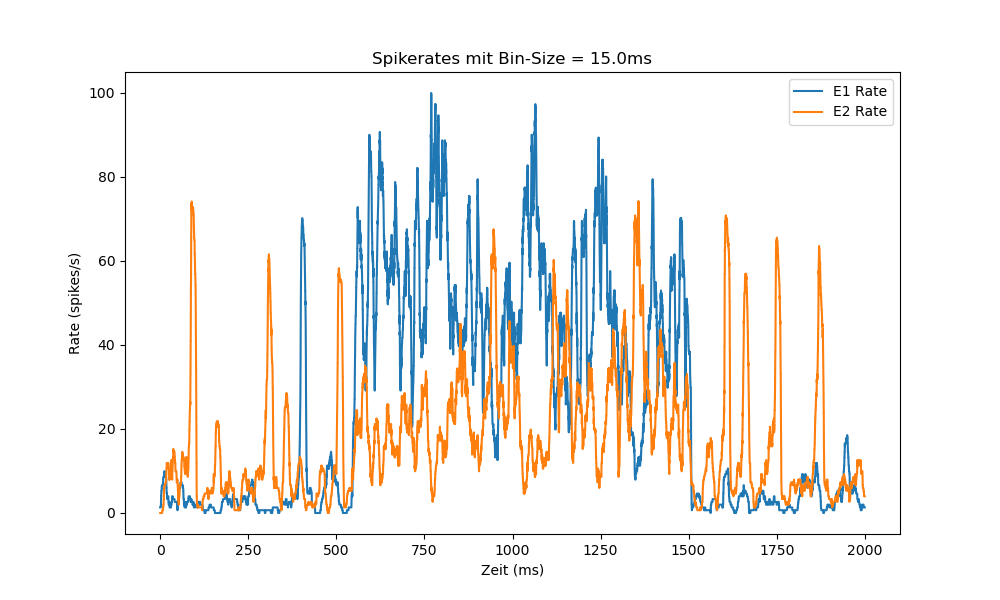 Spikerates mit Bin-Size = 15.0ms
E1 Rate
E2 Rate
100
80
60
40
20
0
Rate (spikes/s)
0 250 500 750 1000 1250 1500 1750 2000
Zeit (ms)